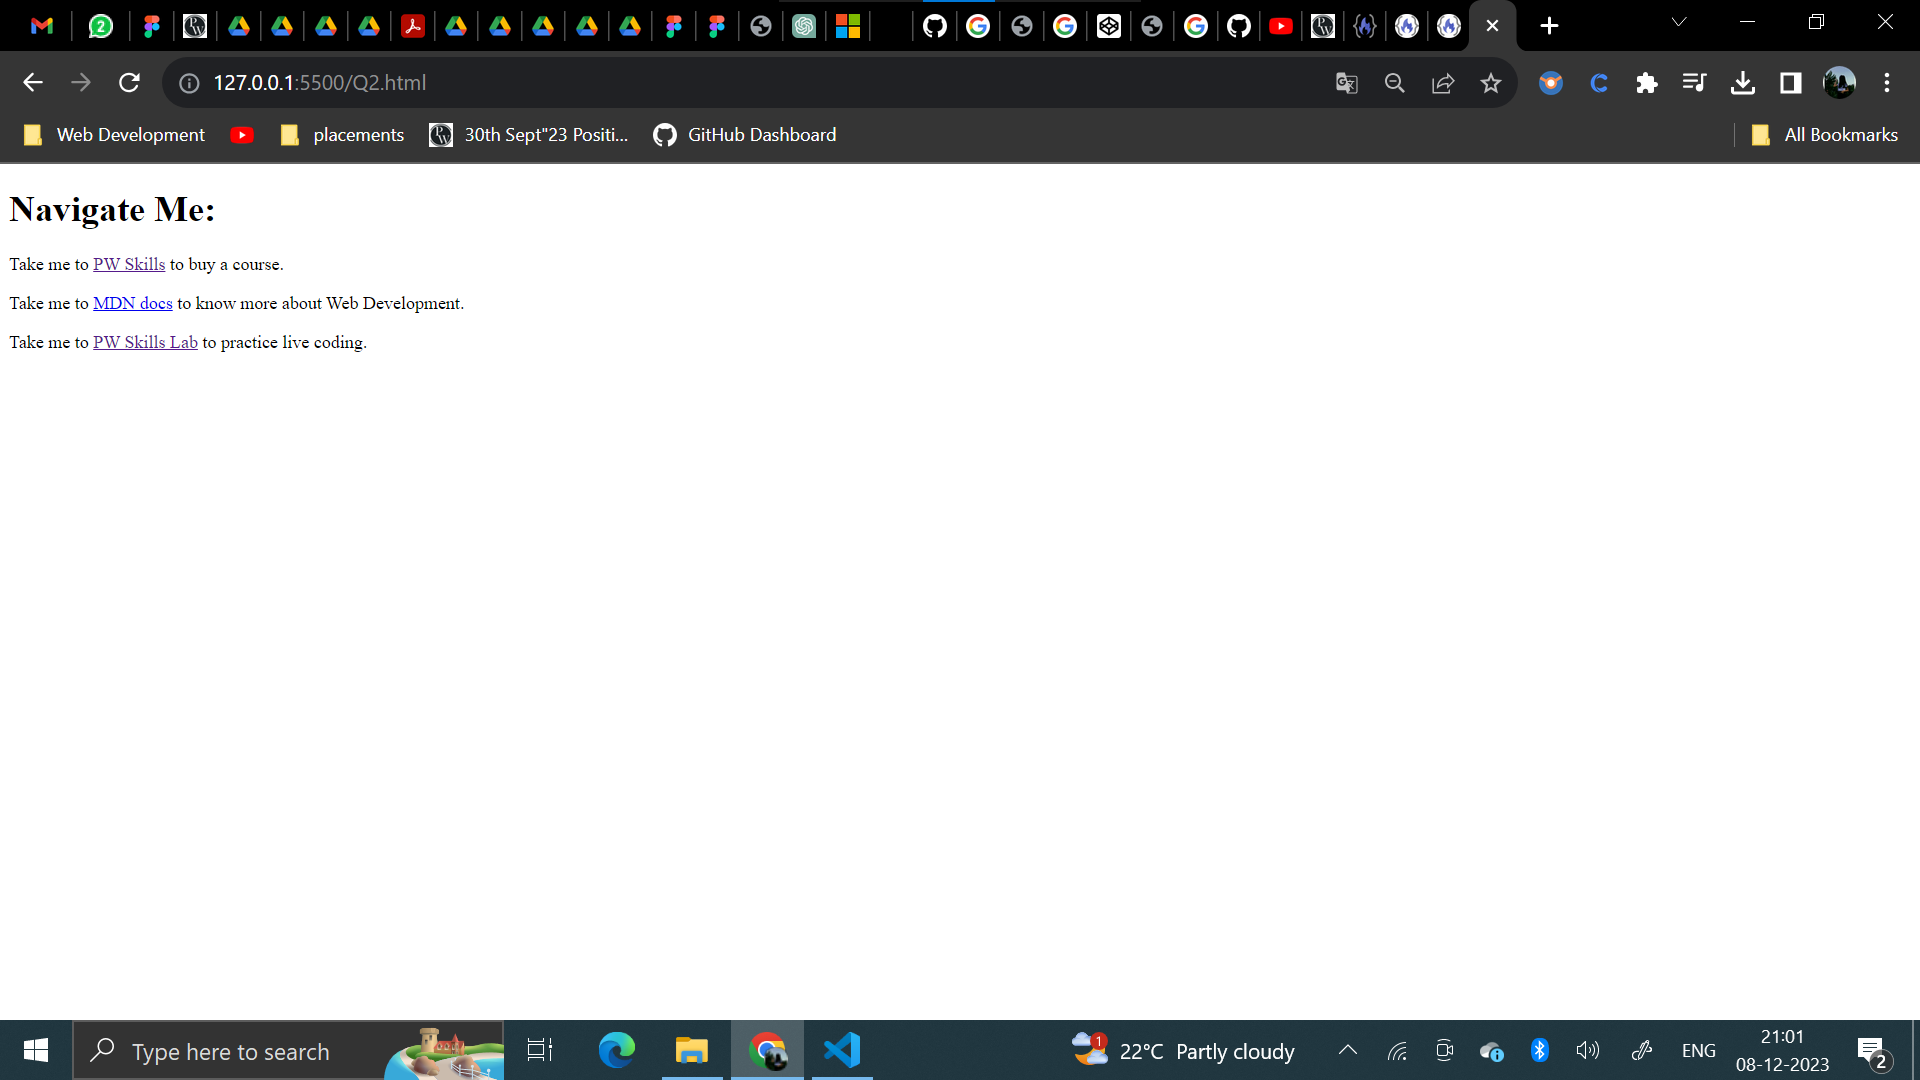 2
127.0.0.1:5500/Q2.html
Web Development
placements
PW
30th Sept"23 Positi...
GitHub Dashboard
All Bookmarks
Navigate Me:
Take me to PW Skills to buy a course.
Take me to MDN docs to know more about Web Development.
Take me to PW Skills Lab to practice live coding.
Type here to search
1
22°C Partly cloudy
ENG
21:01
08-12-2023
2